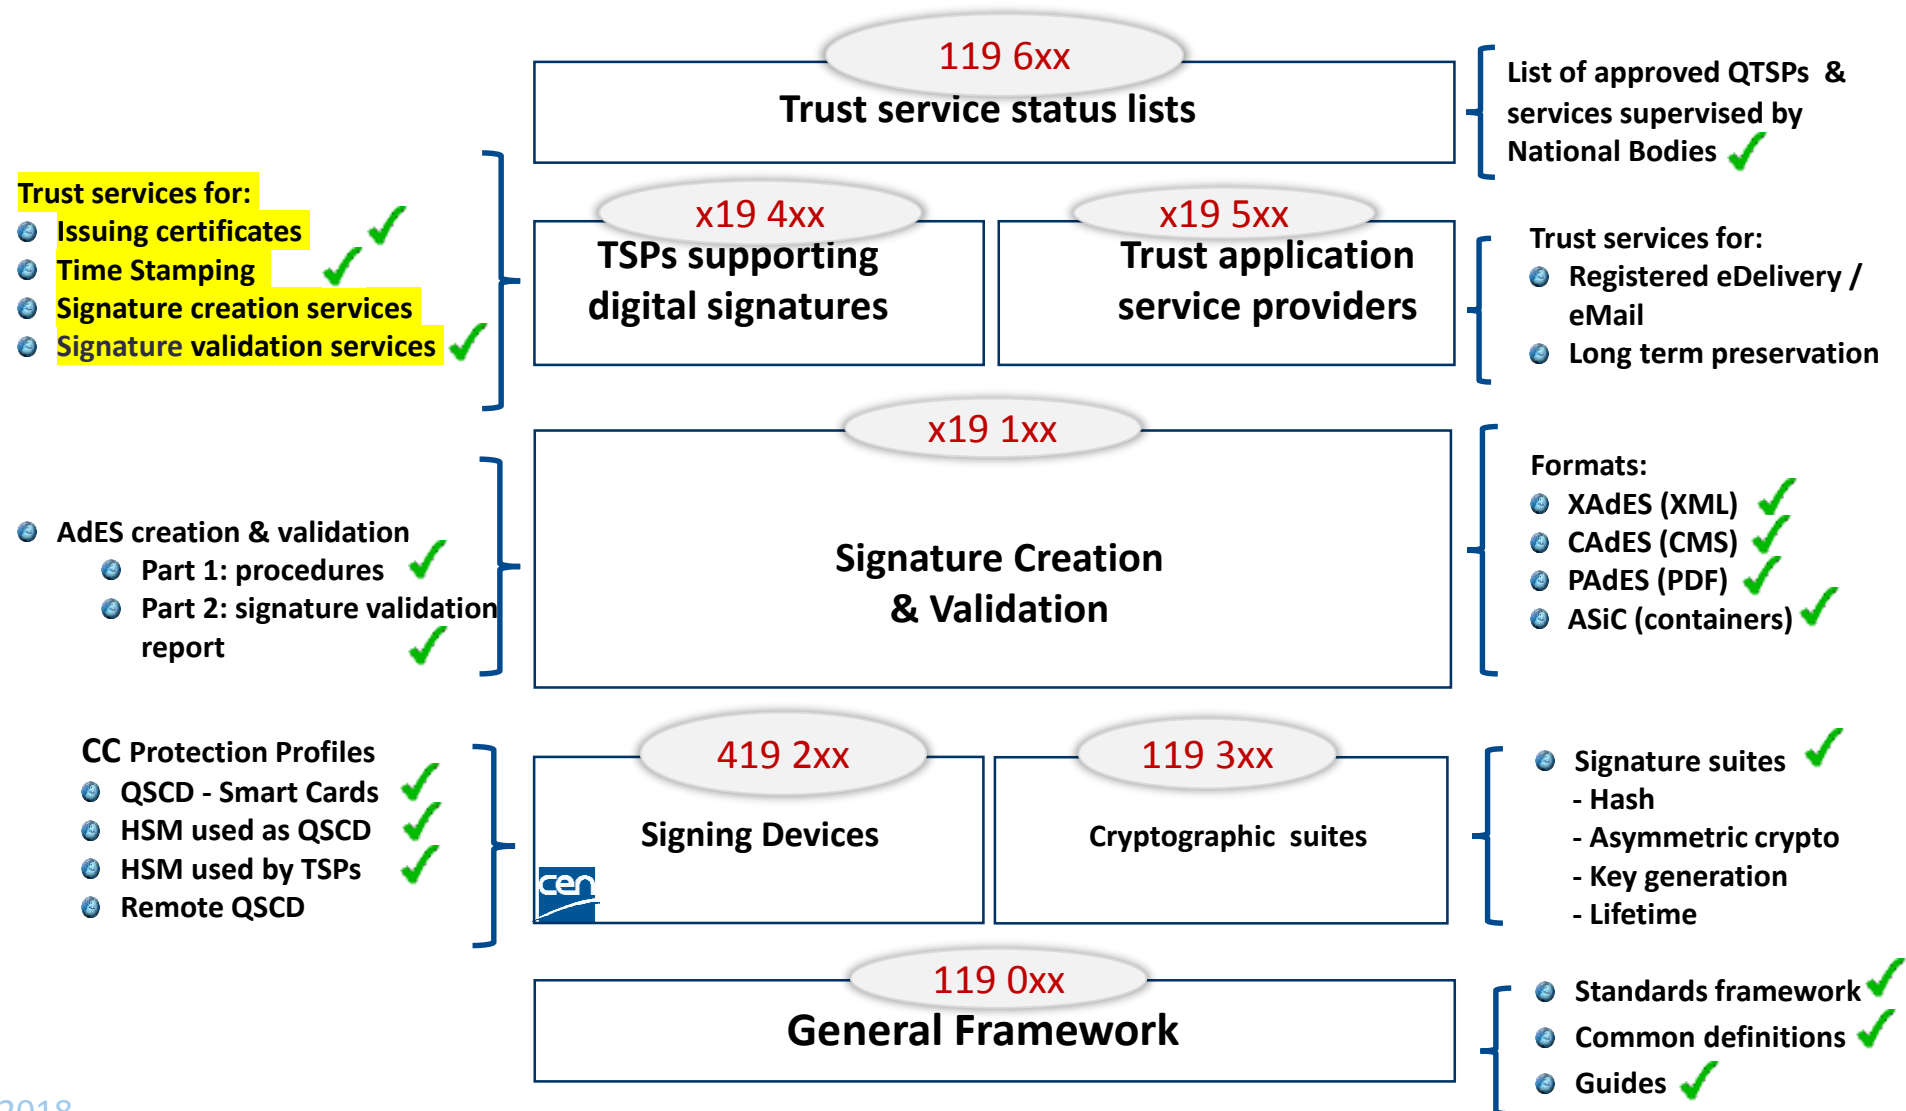 119 6xx
Trust service status lists
List of approved QTSPs &
services supervised by
National Bodies
Trust services for:
Issuing certificates
Time Stamping
Signature creation services
Signature validation services
x19 4xx
TSPs supporting
digital signatures
x19 5xx
Trust application
service providers
Trust services for:
Registered eDelivery /
eMail
Long term preservation
x19 1xx
Signature Creation
& Validation
AdES creation & validation
Part 1: procedures
Part 2: signature validation
report
Formats:
XAdES (XML)
CAdES (CMS)
PAdES (PDF)
ASiC (containers)
CC Protection Profiles
QSCD - Smart Cards
HSM used as QSCD
HSM used by TSPs
Remote QSCD
419 2xx
Signing Devices
cen
119 3xx
Cryptographic suites
Signature suites
- Hash
- Asymmetric crypto
- Key generation
- Lifetime
119 0xx
General Framework
Standards framework
Common definitions
Guides
2018